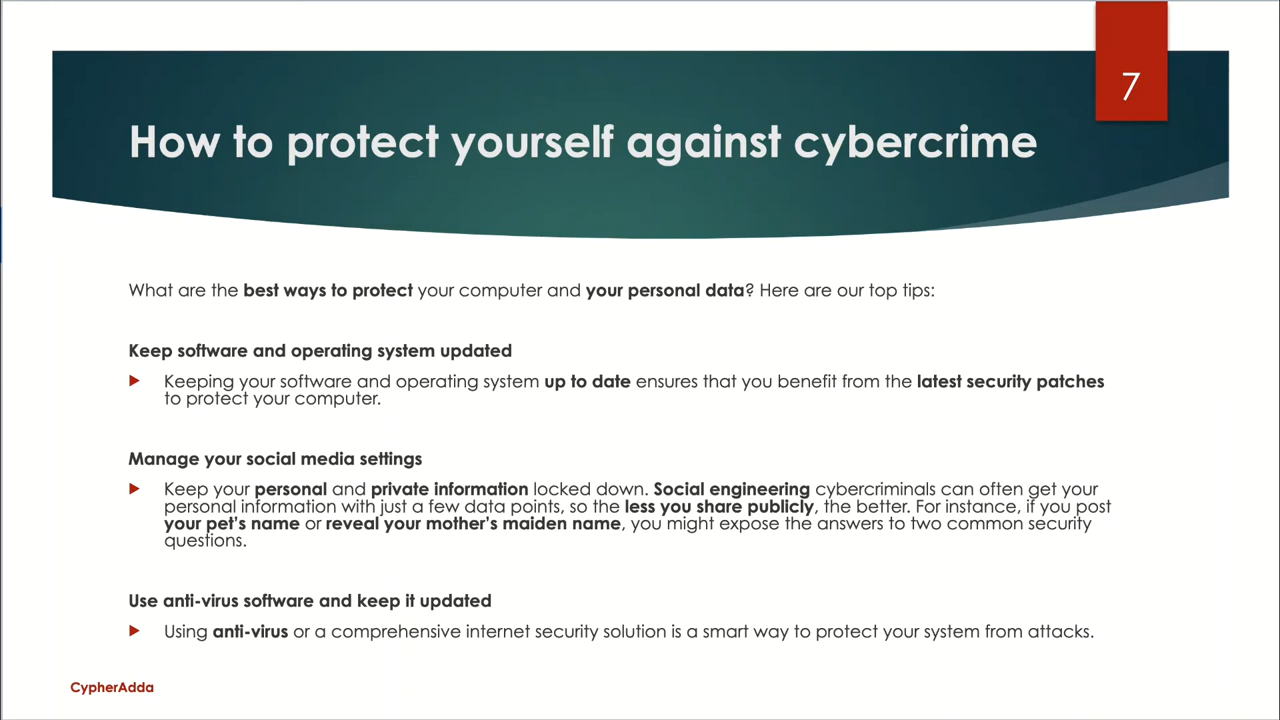 7
How to protect yourself against cybercrime
What are the best ways to protect your computer and your personal data? Here are our top tips:
Keep software and operating system updated
Keeping your software and operating system up to date ensures that you benefit from the latest security patches
to protect your computer.
Manage your social media settings
Keep your personal and private information locked down. Social engineering cybercriminals can often get your
personal information with just a few data points, so the less you share publicly, the better. For instance, if you post
your pet's name or reveal your mother's maiden name, you might expose the answers to two common security
questions.
Use anti-virus software and keep it updated
Using anti-virus or a comprehensive internet security solution is a smart way to protect your system from attacks.
CypherAdda